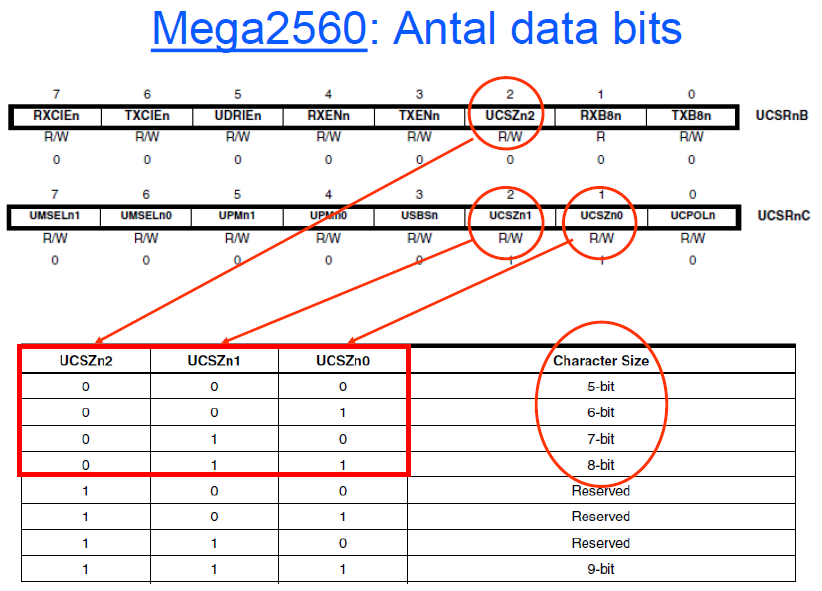 Mega2560: Antal data bits
7 6 5 4 3 2 1 0
RXCIEn TXCIEn UDRIEn RXENn TXENn UCSZn2 RXB8n TXB8n UCSRnB
R/W R/W R/W R/W R/W R/W R R/W
0 0 0 0 0 0 0 0
7 6 5 4 3 2 1 0
UMSELn1 UMSELn0 UPMn1 UPMn0 USBSn UCSZn1 UCSZn0 UCPOLn UCSRnC
R/W R/W R/W R/W R/W R/W R/W R/W
0 0 0 0 0 1 1 0
UCSZn2 UCSZn1 UCSZn0 Character Size
0 0 0 5-bit
0 0 1 6-bit
0 1 0 7-bit
0 1 1 8-bit
1 0 0 Reserved
1 0 1 Reserved
1 1 0 Reserved
1 1 1 9-bit